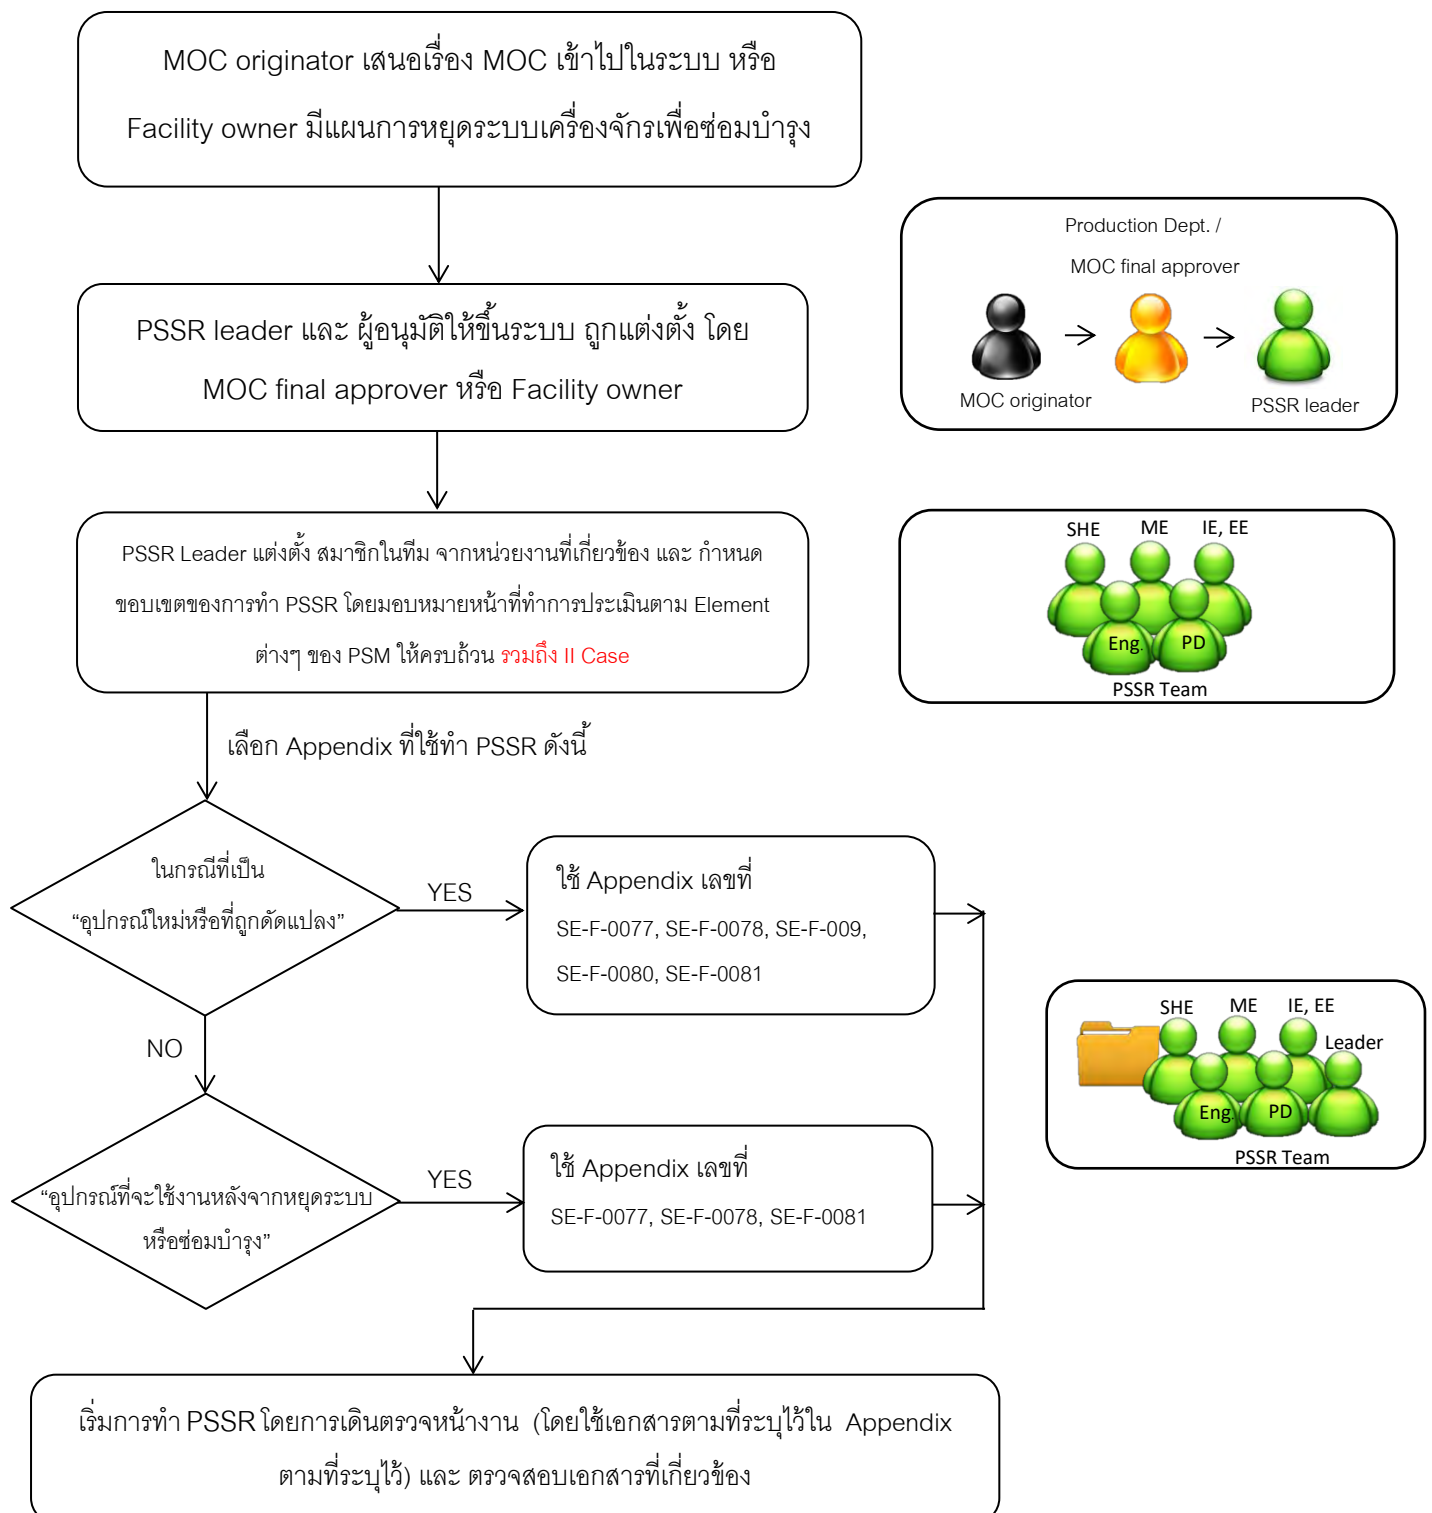 MOC originator เสนอเรื่อง MOC เข้าไปในระบบ หรือ
Facility owner มีแผนการหยุดระบบเครื่องจักรเพื่อซ่อมบำรุง
Production Dept. /
MOC final approver
MOC originator
PSSR leader
PSSR leader และ ผู้อนุมัติให้ขึ้นระบบ ถูกแต่งตั้ง โดย
MOC final approver หรือ Facility owner
PSSR Leader แต่งตั้ง สมาชิกในทีม จากหน่วยงานที่เกี่ยวข้อง และ กำหนด
ขอบเขตของการทำ PSSR โดยมอบหมายหน้าที่ทำการประเมินตาม Element
ต่างๆ ของ PSM ให้ครบถ้วน รวมถึง II Case
SHE ME IE, EE
Eng. PD
PSSR Team
เลือก Appendix ที่ใช้ทำ PSSR ดังนี้
ในกรณีที่เป็น
“อุปกรณ์ใหม่หรือที่ถูกดัดแปลง”
YES
ใช้ Appendix เลขที่
SE-F-0077, SE-F-0078, SE-F-009,
SE-F-0080, SE-F-0081
NO
SHE ME IE, EE
Leader
Eng. PD
PSSR Team
“อุปกรณ์ที่จะใช้งานหลังจากหยุดระบบ
หรือซ่อมบำรุง”
YES
ใช้ Appendix เลขที่
SE-F-0077, SE-F-0078, SE-F-0081
เริ่มการทำ PSSR โดยการเดินตรวจหน้างาน (โดยใช้เอกสารตามที่ระบุไว้ใน Appendix
ตามที่ระบุไว้) และ ตรวจสอบเอกสารที่เกี่ยวข้อง